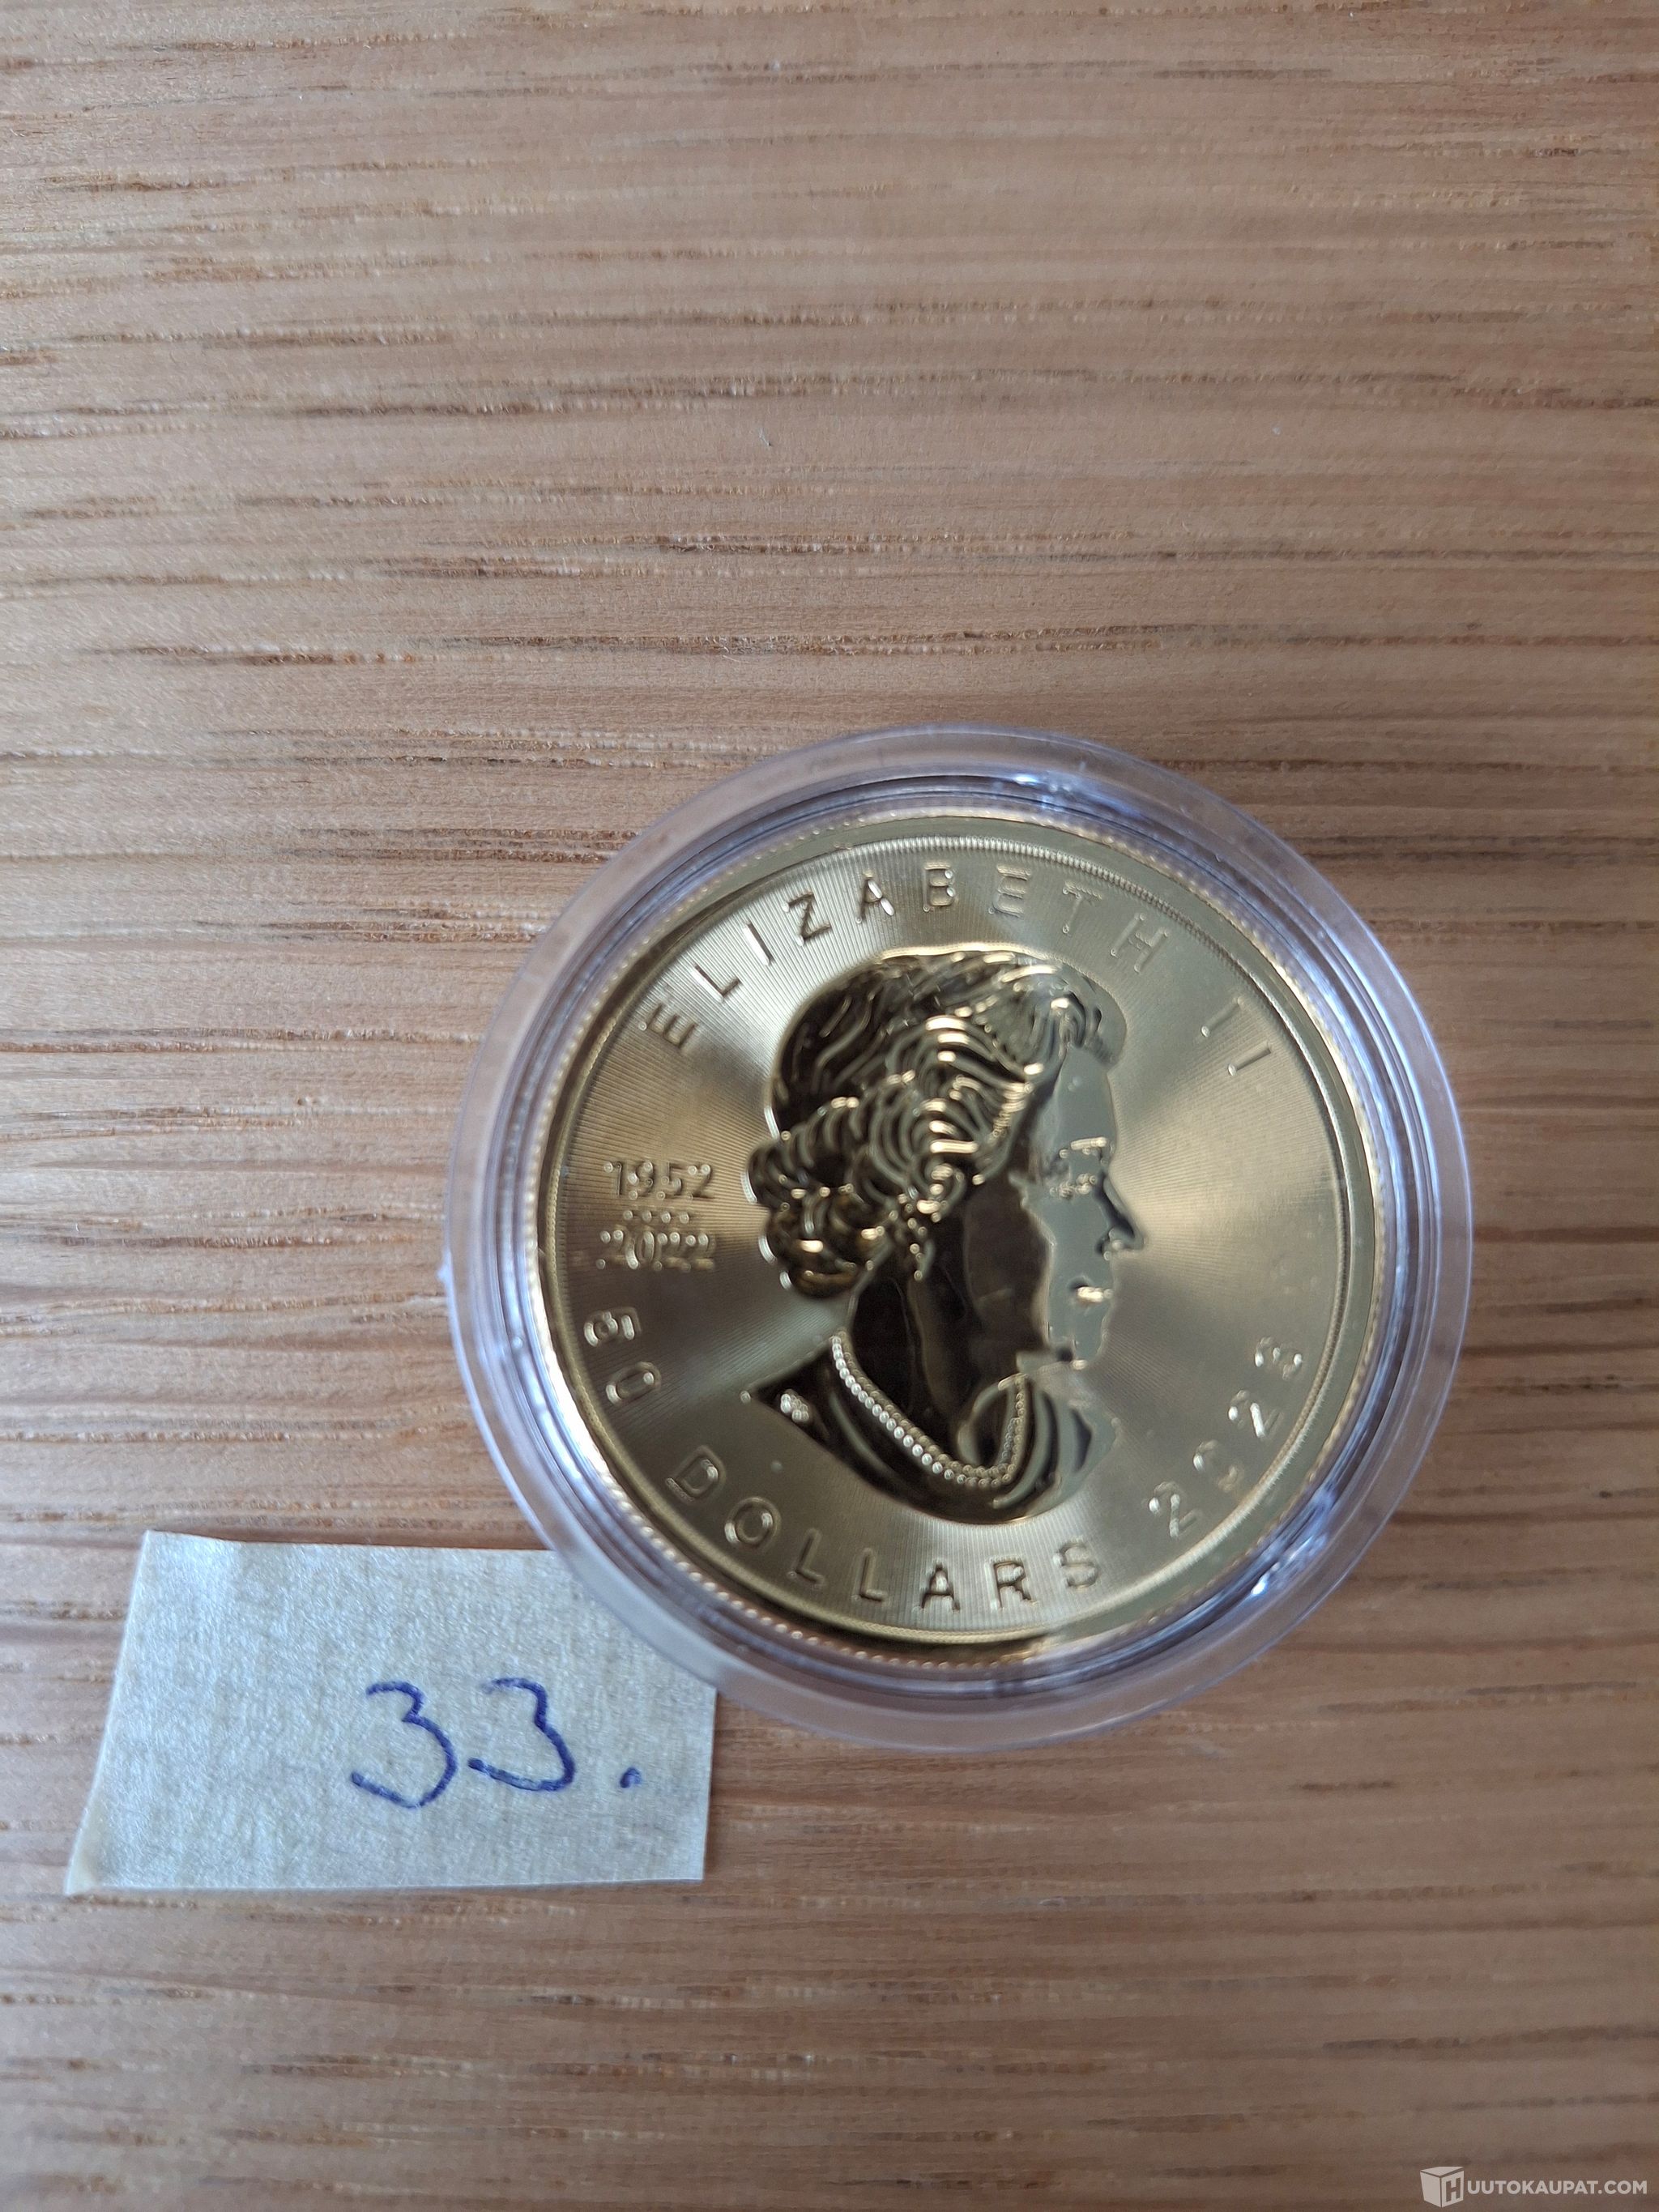 ELIZABETH II
1952
2022
50 DOLLARS 2023
33.
HUUTOKAUPAT.COM